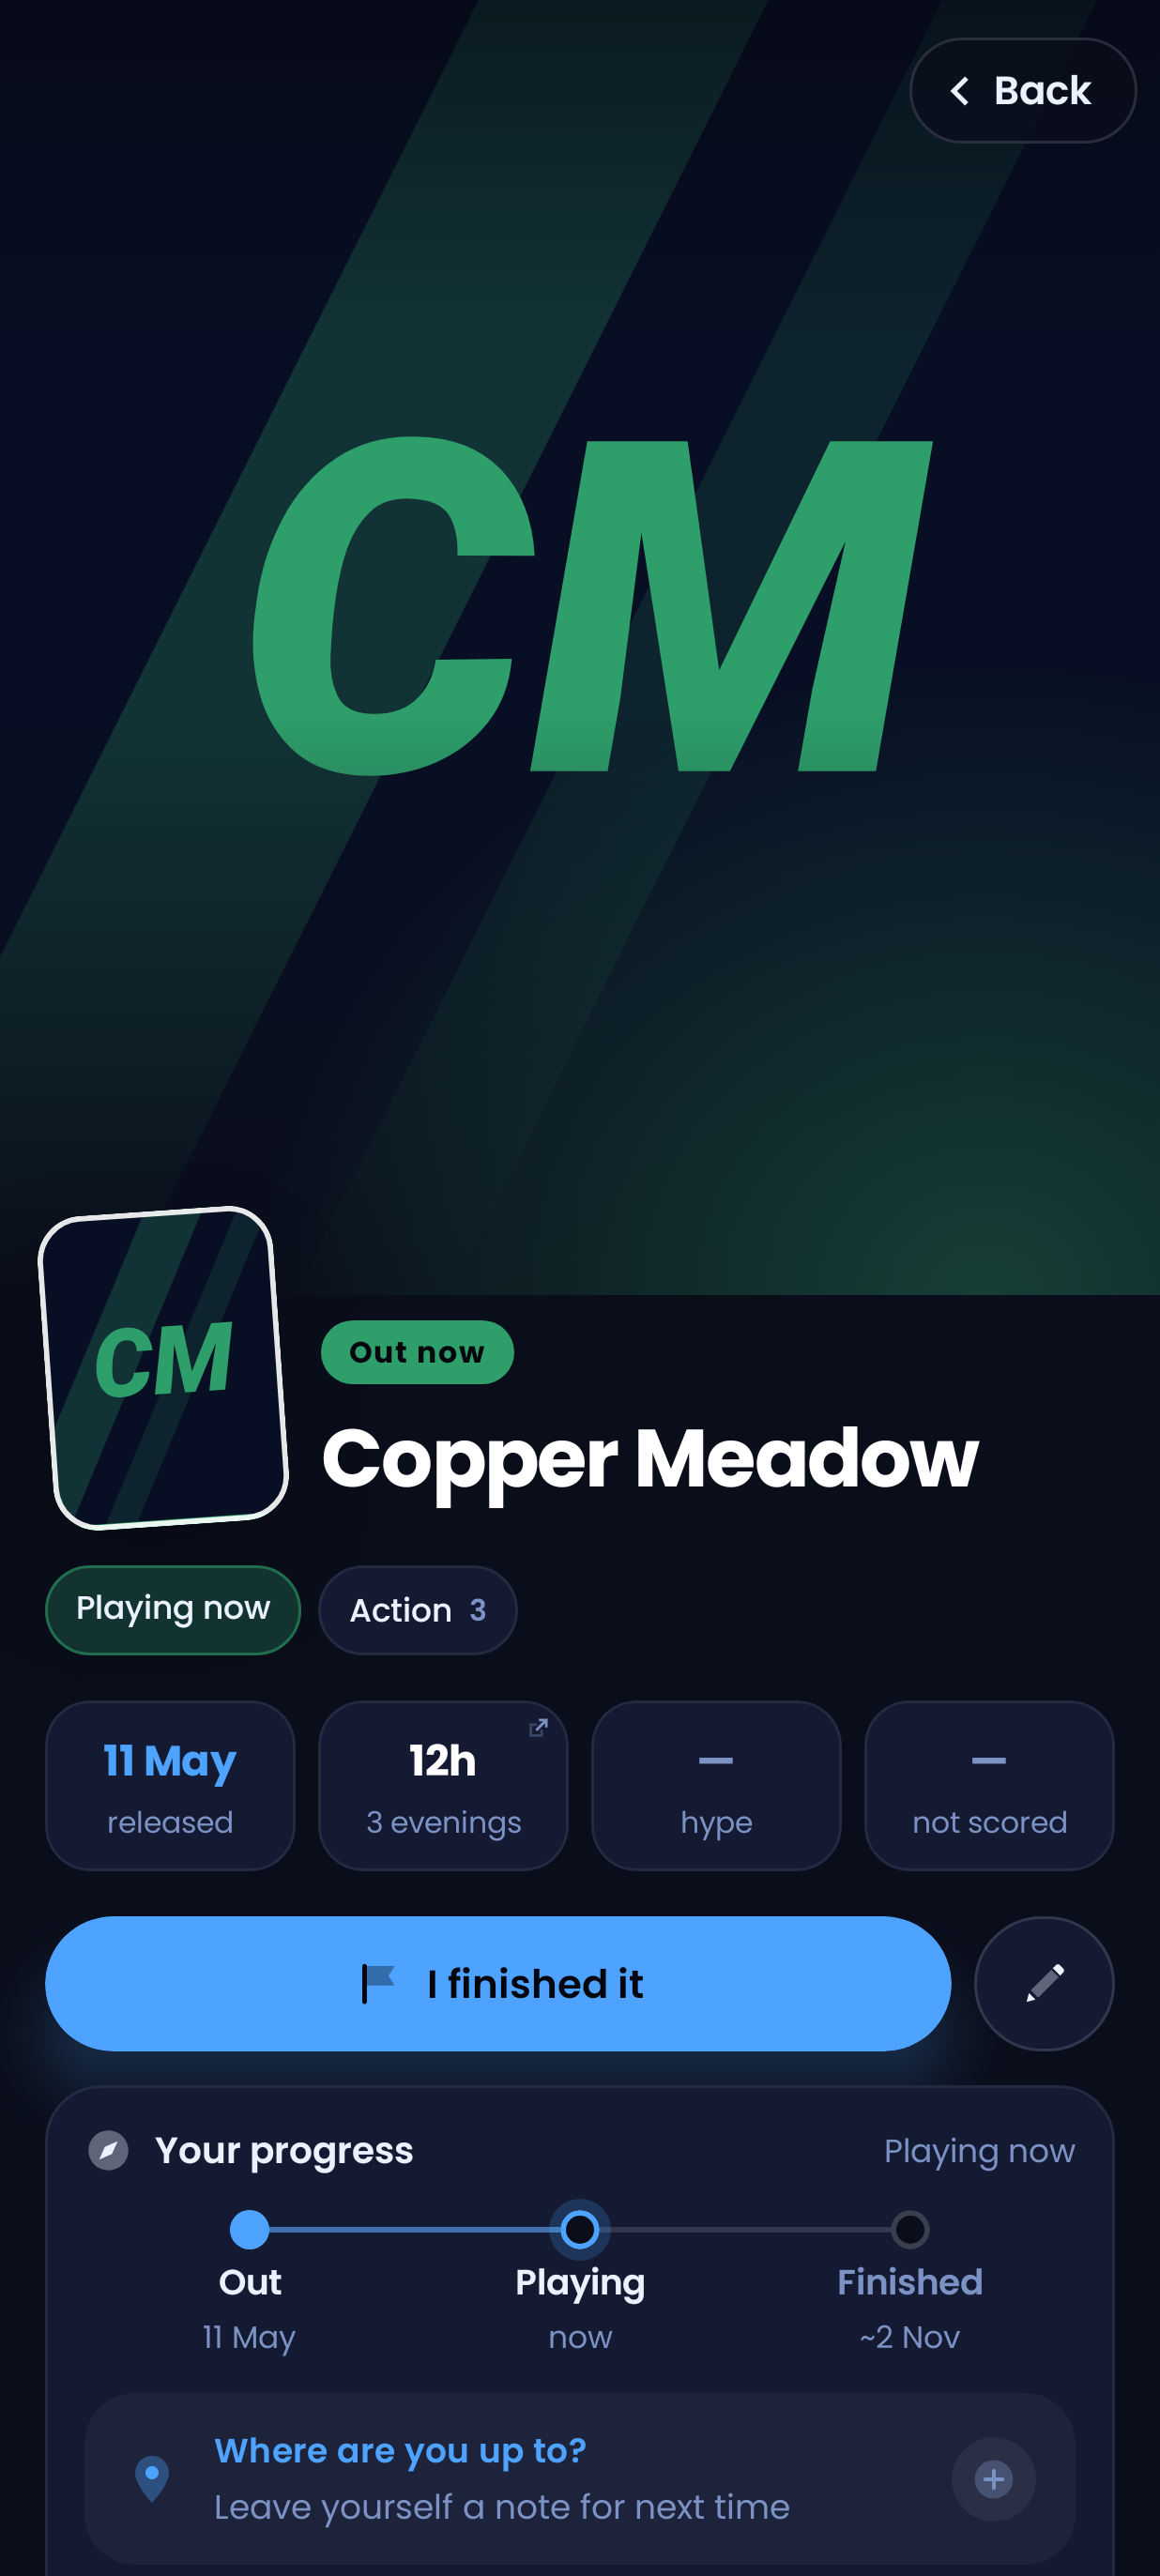 Back
CM
CM
Out now
Copper Meadow
Playing now
Action 3
11 May
released
12h
3 evenings
—
hype
—
not scored
I finished it
Your progress
Playing now
Out
Playing
Finished
11 May
now
~2 Nov
Where are you up to?
Leave yourself a note for next time